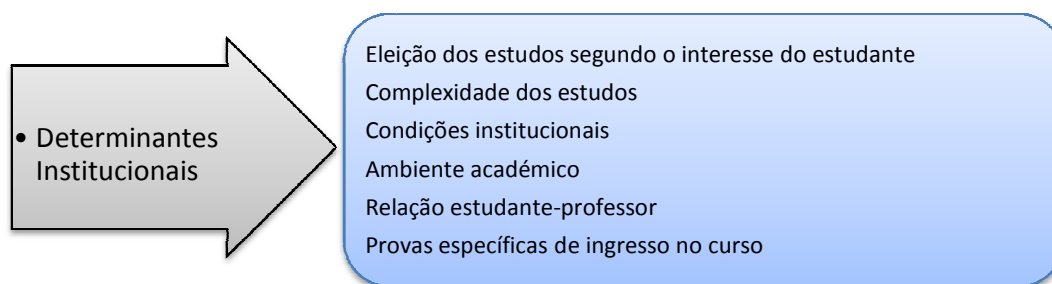 • Determinantes
Institucionais
Eleição dos estudos segundo o interesse do estudante
Complexidade dos estudos
Condições institucionais
Ambiente académico
Relação estudante-professor
Provas específicas de ingresso no curso